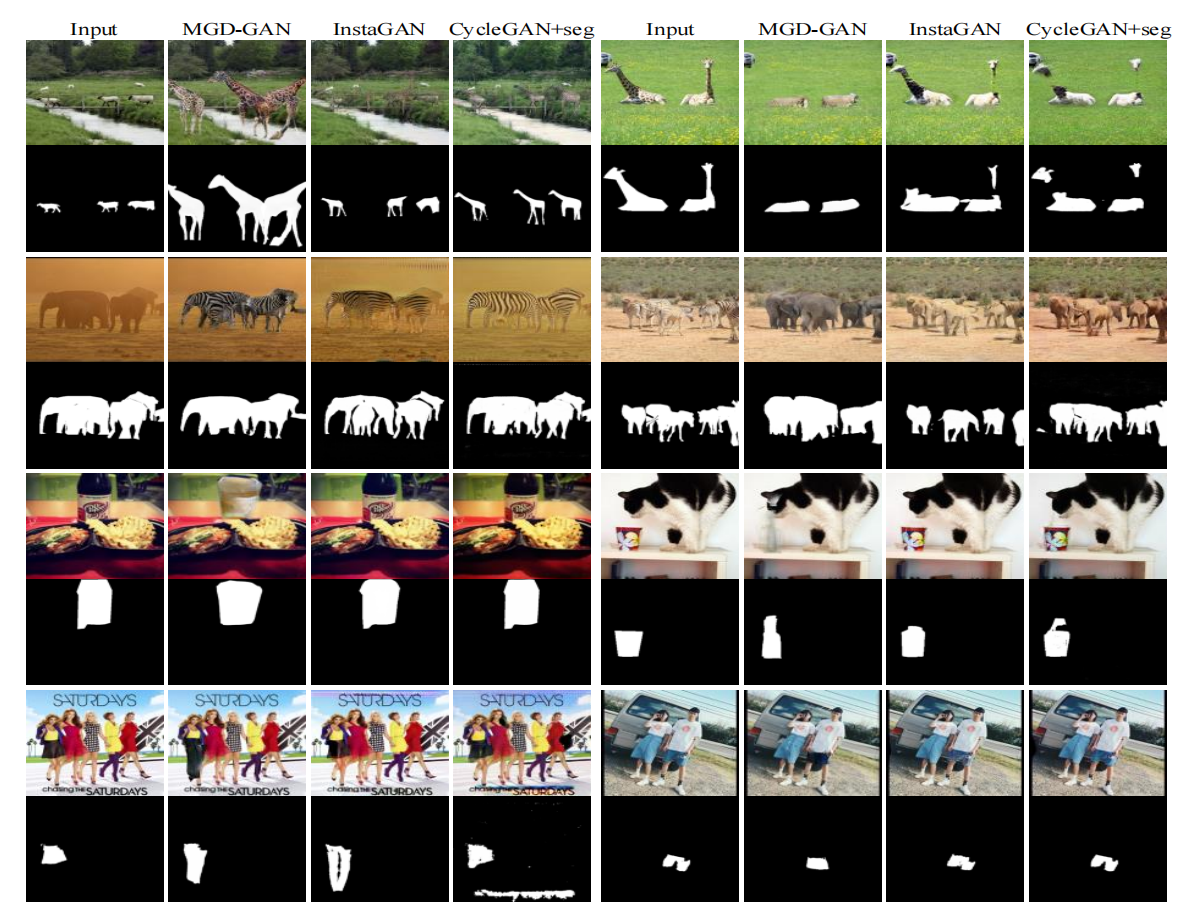 Input MGD-GAN InstaGAN CycleGAN+seg Input MGD-GAN InstaGAN CycleGAN+seg
SATURDAYS SATURDAYS SATURDAYS SATURDAYS
chasing THE SATURDAYS chasing THE SATURDAYS chasing THE SATURDAYS chasing THE SATURDAYS